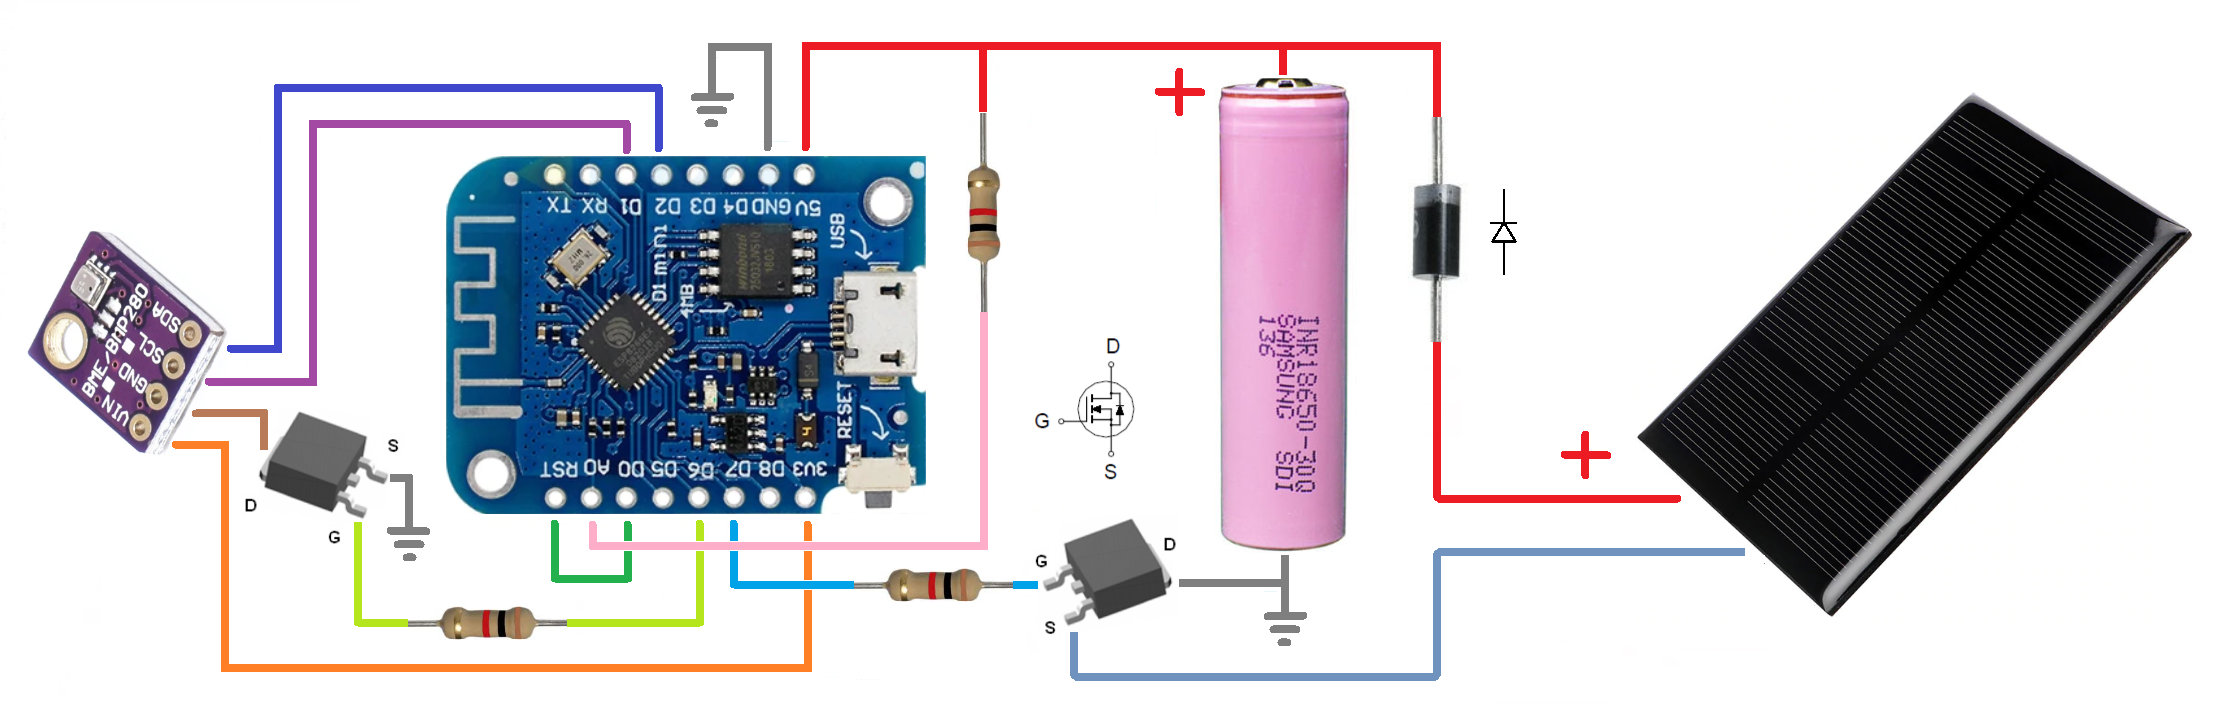 SDA
SCL
GND
VIN
BME/BMP280
D
G
S
TX
RX
D1
D2
D3
D4
GND
5V
USB
D1 mini
4MB
winbond
RESET
RST
A0
D0
D5
D6
D7
D8
3V3
D
G
S
G
D
S
INR18650-30Q
SAMSUNG SDI
136